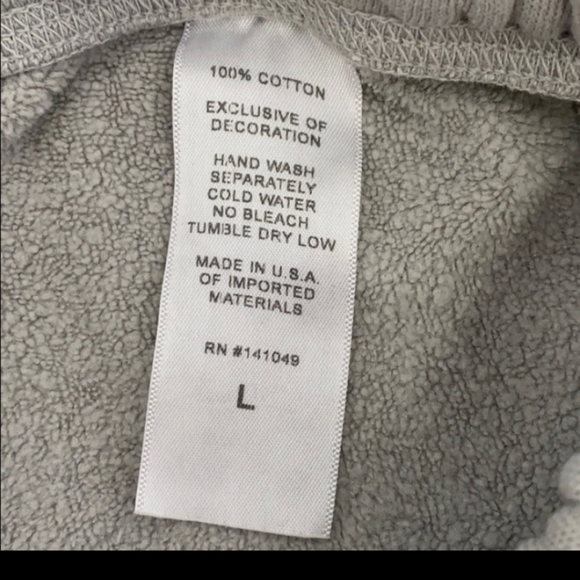 100% COTTON
EXCLUSIVE OF
DECORATION
HAND WASH
SEPARATELY
COLD WATER
NO BLEACH
TUMBLE DRY LOW
MADE IN U.S.A.
OF IMPORTED
MATERIALS
RN #141049
L